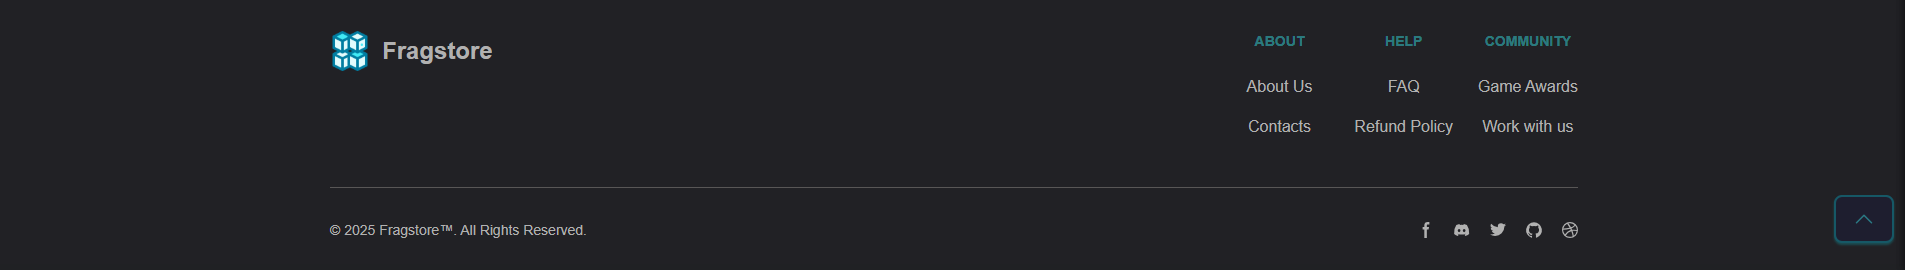 Fragstore
ABOUT
About Us
Contacts
HELP
FAQ
Refund Policy
COMMUNITY
Game Awards
Work with us
© 2025 Fragstore™. All Rights Reserved.